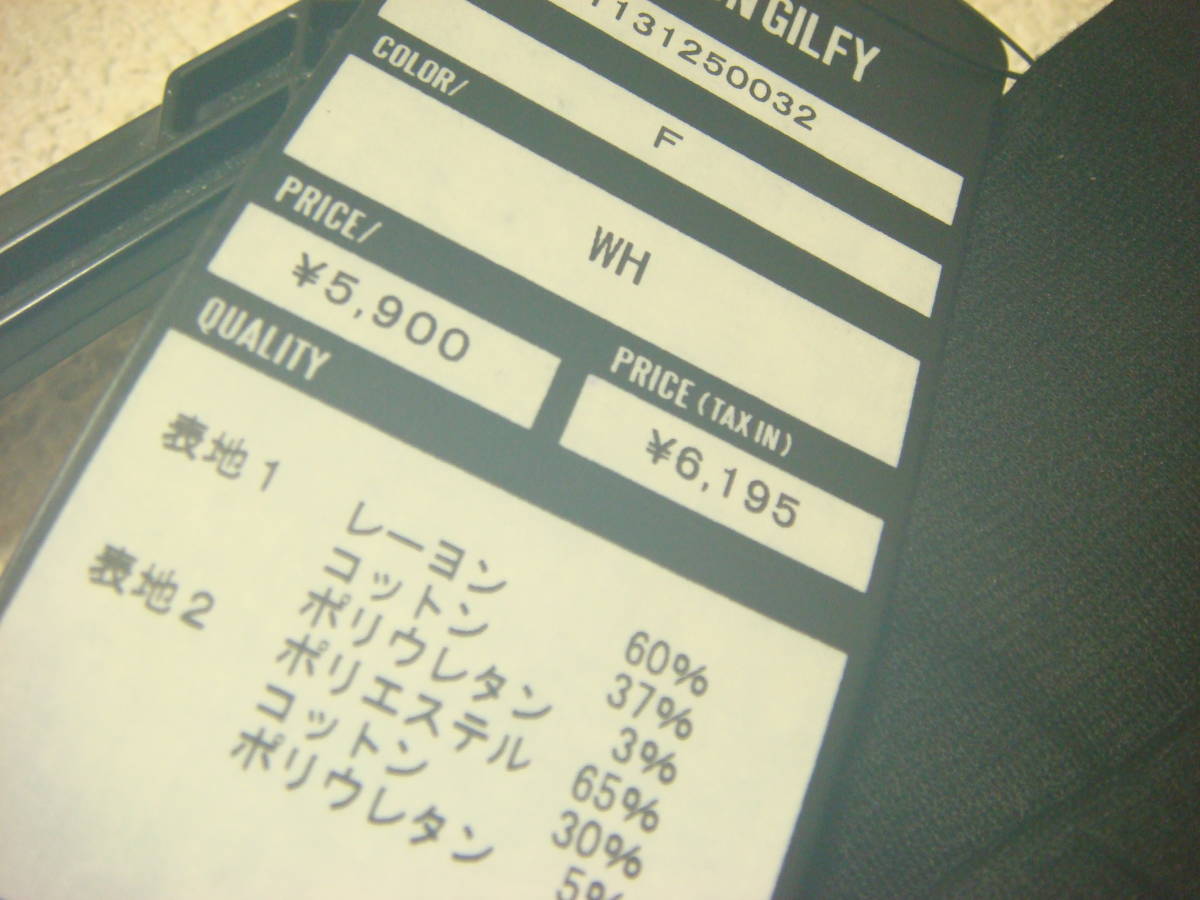 GILFY
1131250032
F
COLOR/
WH
PRICE/
¥5,900
PRICE (TAX IN)
¥6,195
QUALITY
表地1
レーヨン 60%
コットン 37%
ポリウレタン 3%
表地2
ポリエステル 65%
コットン 30%
ポリウレタン 5%